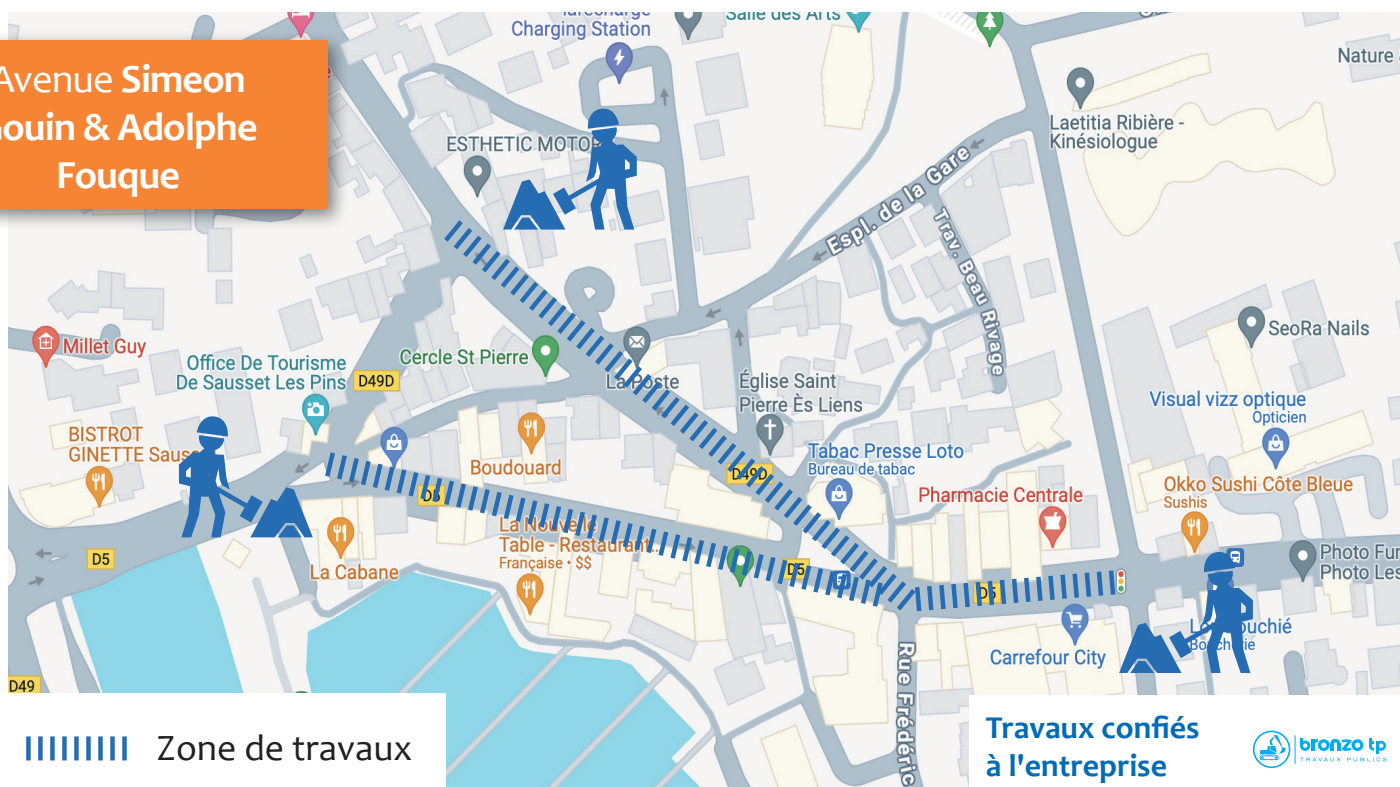 Avenue Simeon
Gouin & Adolphe
Fouque
Charging Station
Salle des Arts
Nature
ESTHETIC MOTO
Laetitia Ribière -
Kinésiologue
Espl. de la Gare
Trav. Beau Rivage
SeoRa Nails
Millet Guy
Office De Tourisme
De Sausset Les Pins
D49D
Cercle St Pierre
La Poste
Église Saint
Pierre Ès Liens
Visual vizz optique
Opticien
BISTROT
GINETTE Sauss
Boudouard
D49D
Tabac Presse Loto
Bureau de tabac
Pharmacie Centrale
Okko Sushi Côte Bleue
Sushis
D5
La Nouvelle
Table - Restaurant...
Française • $$
D5
La Cabane
D5
D5
Photo Fun
Photo Les
Carrefour City
Boucherie
Rue Frédéric
D49
Zone de travaux
Travaux confiés
à l'entreprise
bronzo tp
TRAVAUX PUBLICS